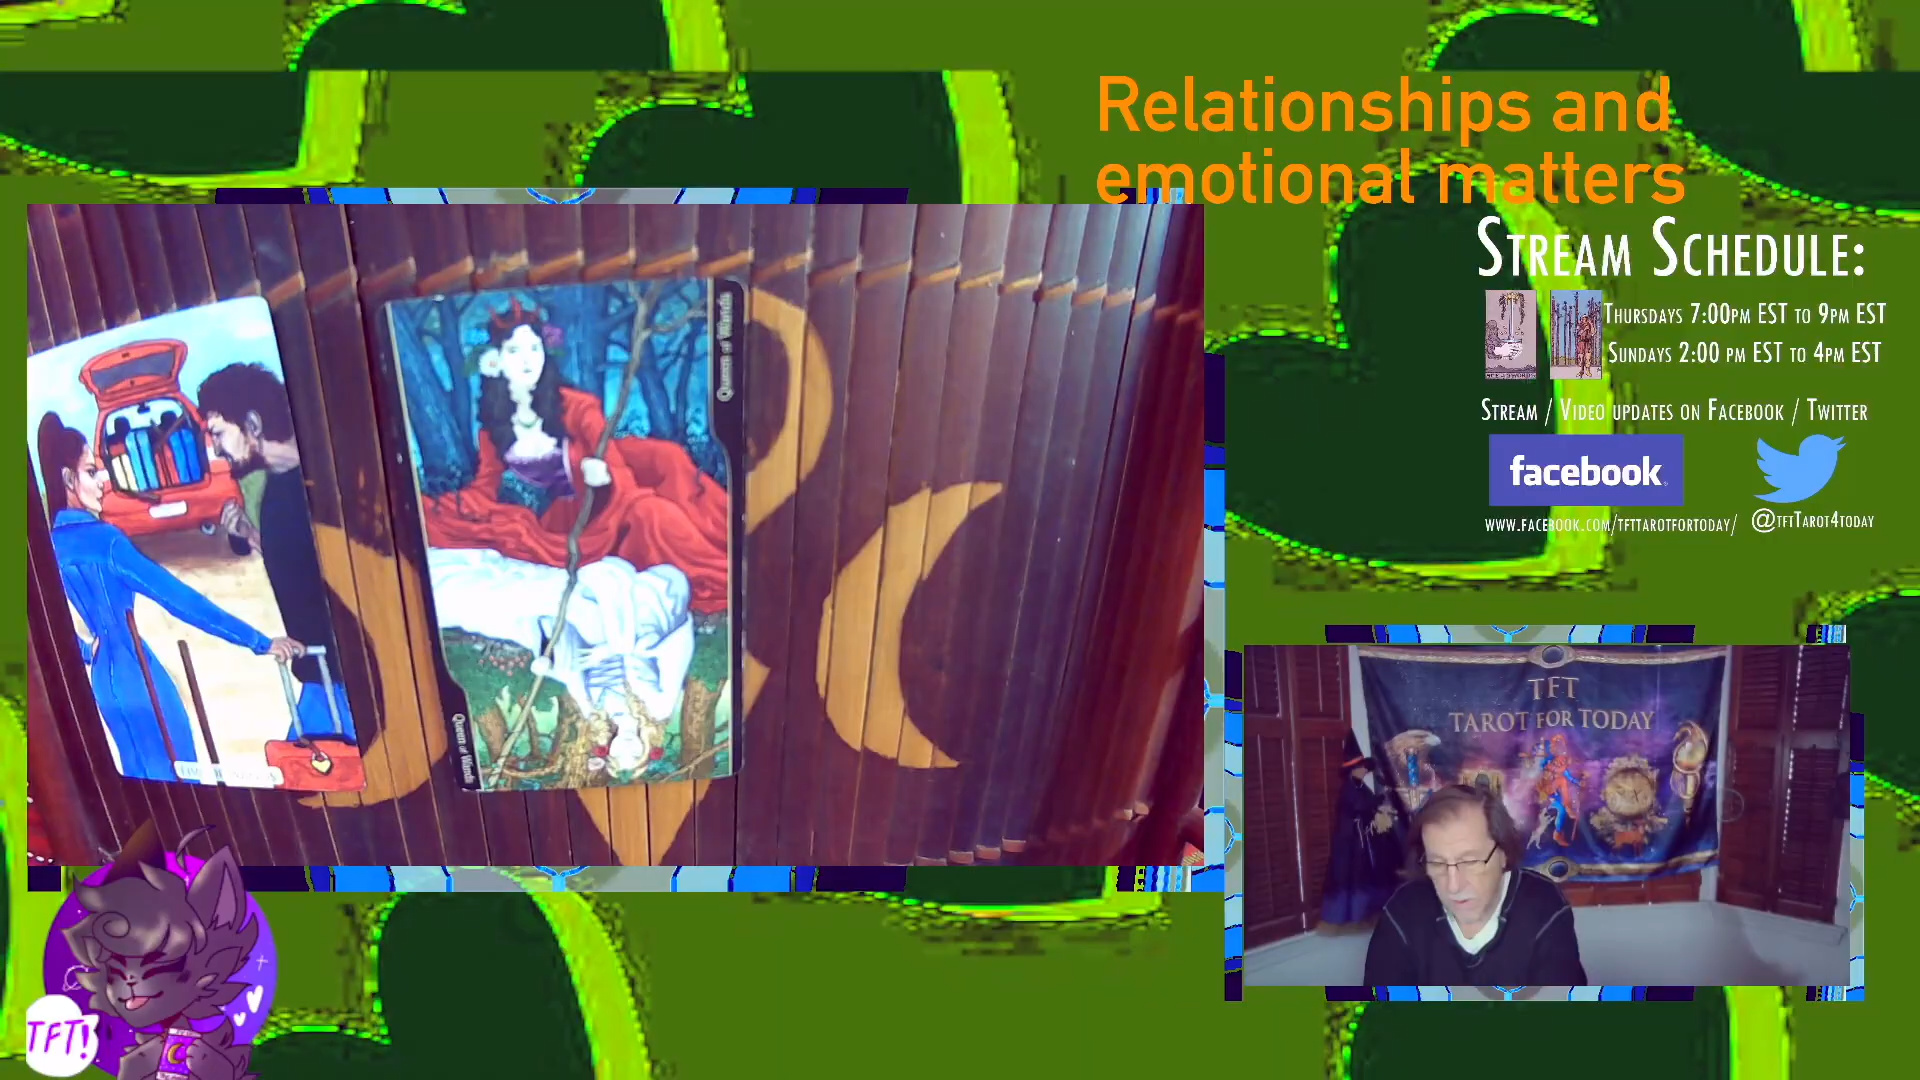 Relationships and
emotional matters
Stream Schedule:
Thursdays 7:00pm EST to 9pm EST
Sundays 2:00 pm EST to 4pm EST
Stream / Video updates on Facebook / Twitter
facebook
www.facebook.com/tfttarotfortoday/
@tftTarot4today
Queen of Wands
Queen of Wands
TFT
TAROT FOR TODAY
TFT!